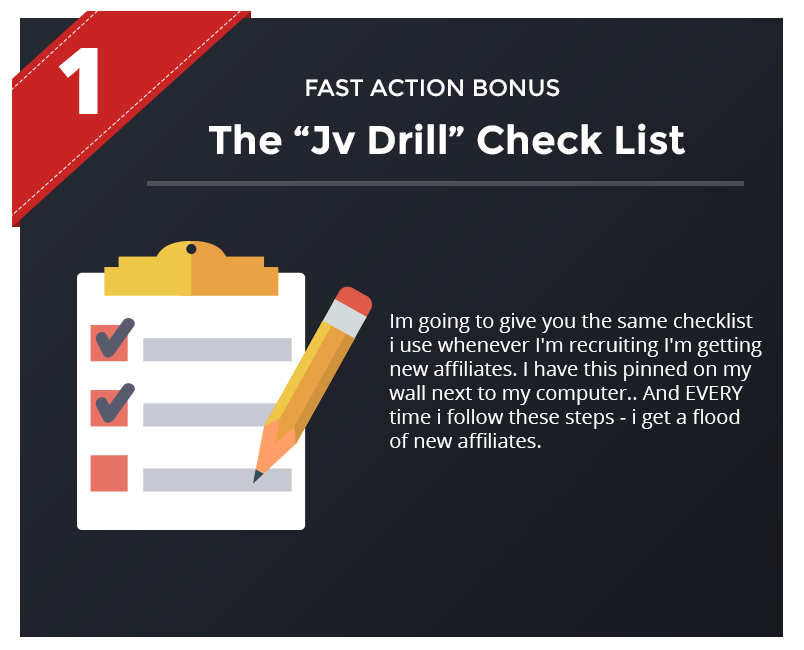 1
FAST ACTION BONUS
The “Jv Drill” Check List
Im going to give you the same checklist
i use whenever I'm recruiting I'm getting
new affiliates. I have this pinned on my
wall next to my computer.. And EVERY
time i follow these steps - i get a flood
of new affiliates.